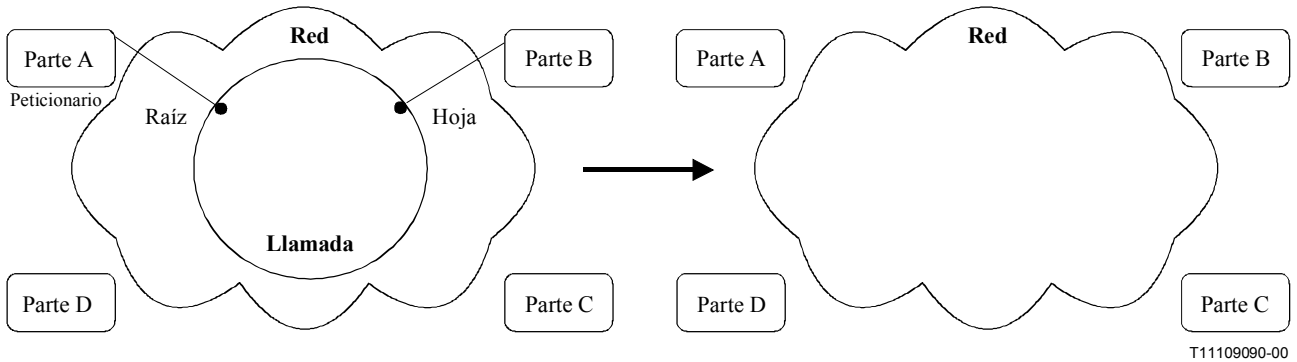 Red
Parte A
Parte B
Peticionario
Raíz
Hoja
Llamada
Parte D
Parte C
Red
Parte A
Parte B
Parte D
Parte C
T11109090-00